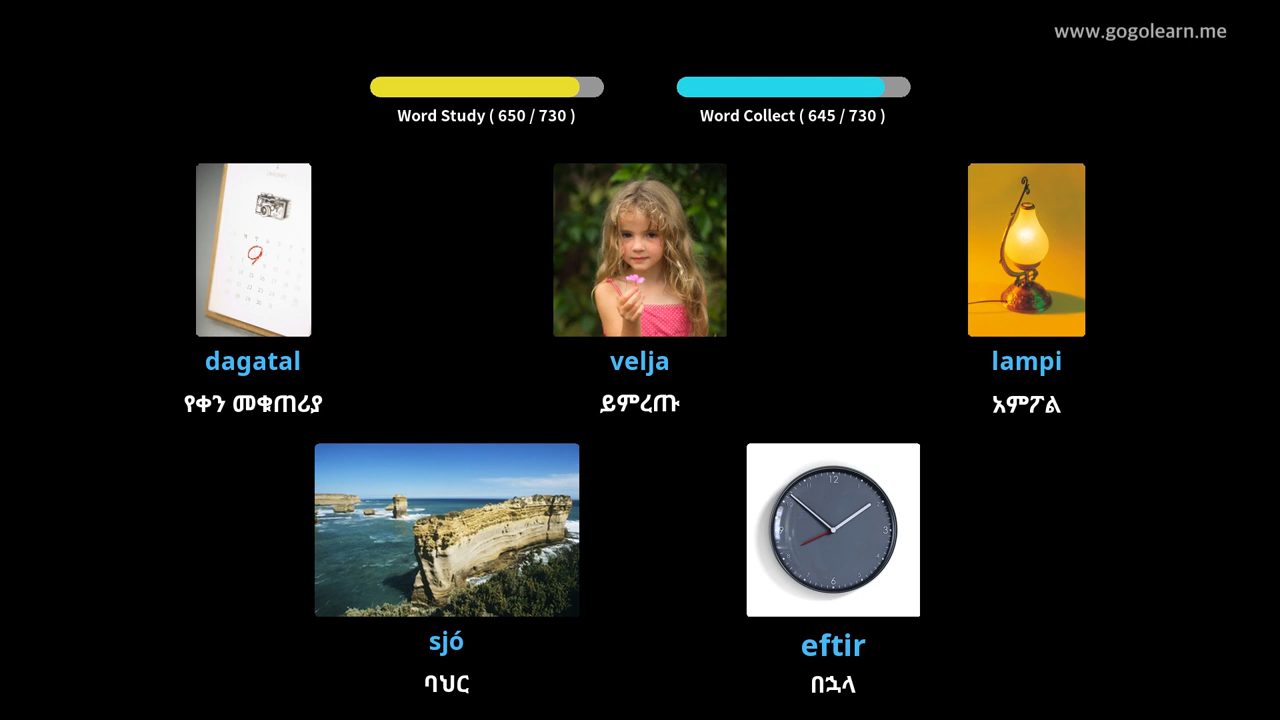 www.gogolearn.me
Word Study ( 650 / 730 )
Word Collect ( 645 / 730 )
dagatal
velja
lampi
የቀን መቁጠሪያ
ይምረጡ
አምፖል
sjó
eftir
ባህር
በኋላ